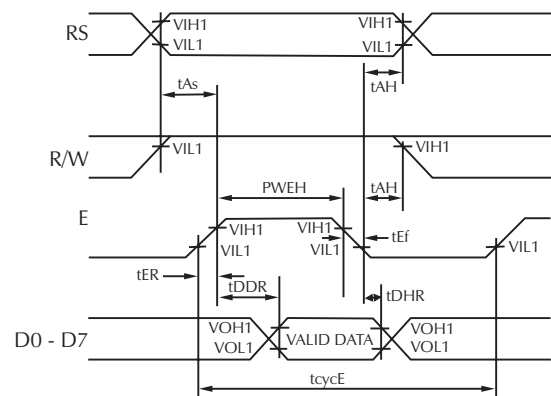 RS
VIH1
VIL1
VIH1
VIL1
tAs
tAH
R/W
VIL1
VIH1
PWEH
tAH
E
VIH1
VIL1
VIH1
VIL1
tEf
VIL1
tER
tDDR
tDHR
D0 - D7
VOH1
VOL1
VALID DATA
VOH1
VOL1
tcycE